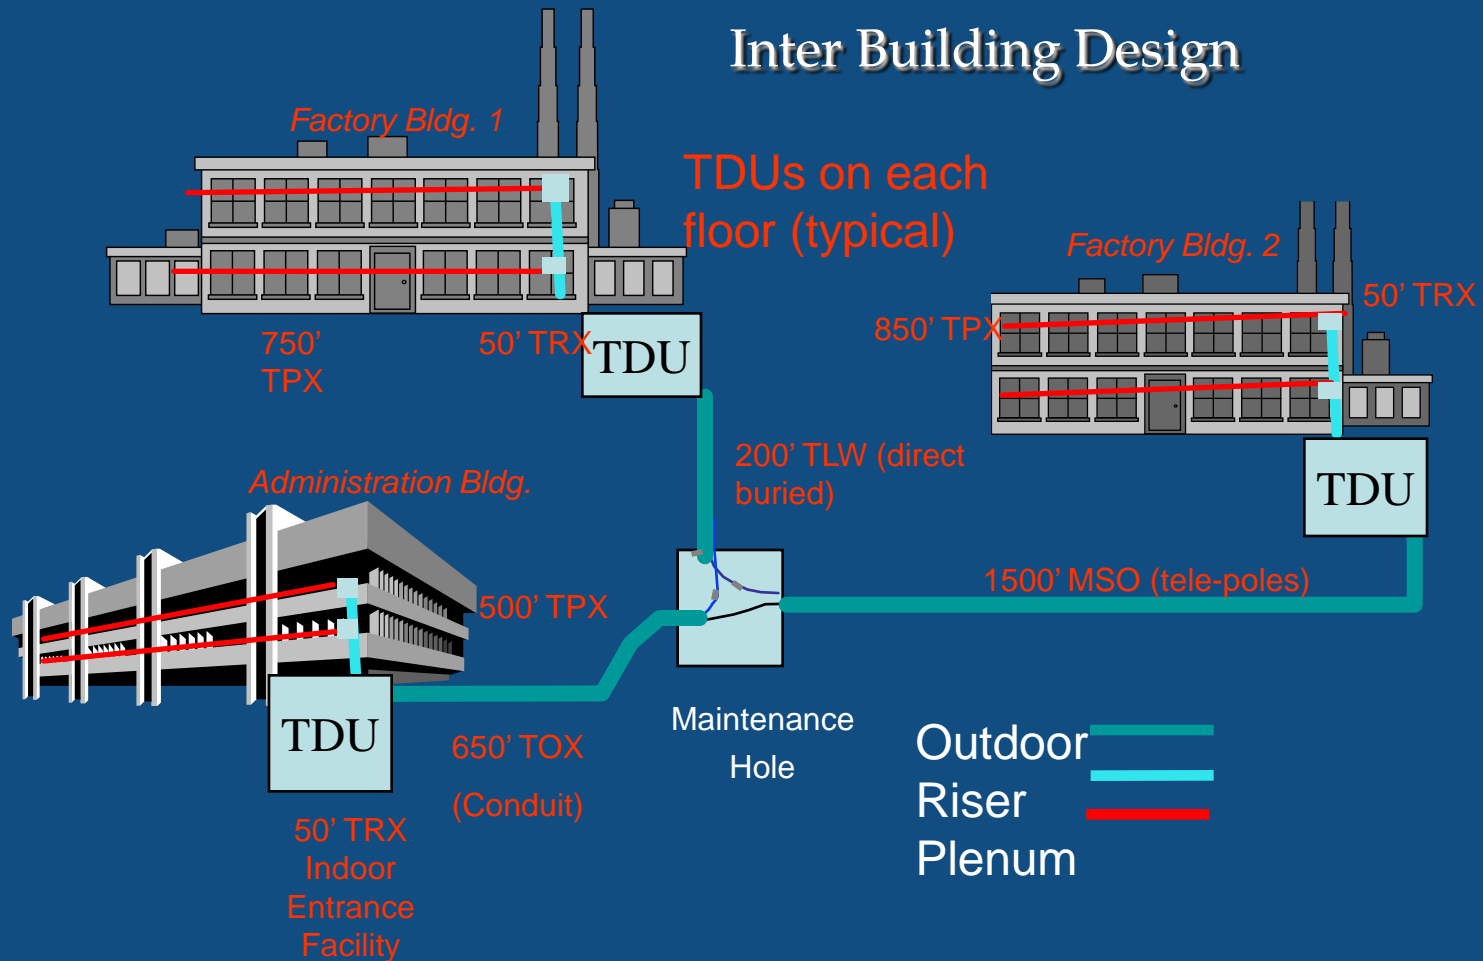 Inter Building Design
Factory Bldg. 1
TDUs on each
floor (typical)
Factory Bldg. 2
50’ TRX
850’ TPX
750’
TPX
50’ TRX
TDU
200’ TLW (direct
buried)
TDU
Administration Bldg.
500’ TPX
1500’ MSO (tele-poles)
TDU
650’ TOX
(Conduit)
Maintenance
Hole
50’ TRX
Indoor
Entrance
Facility
Outdoor
Riser
Plenum